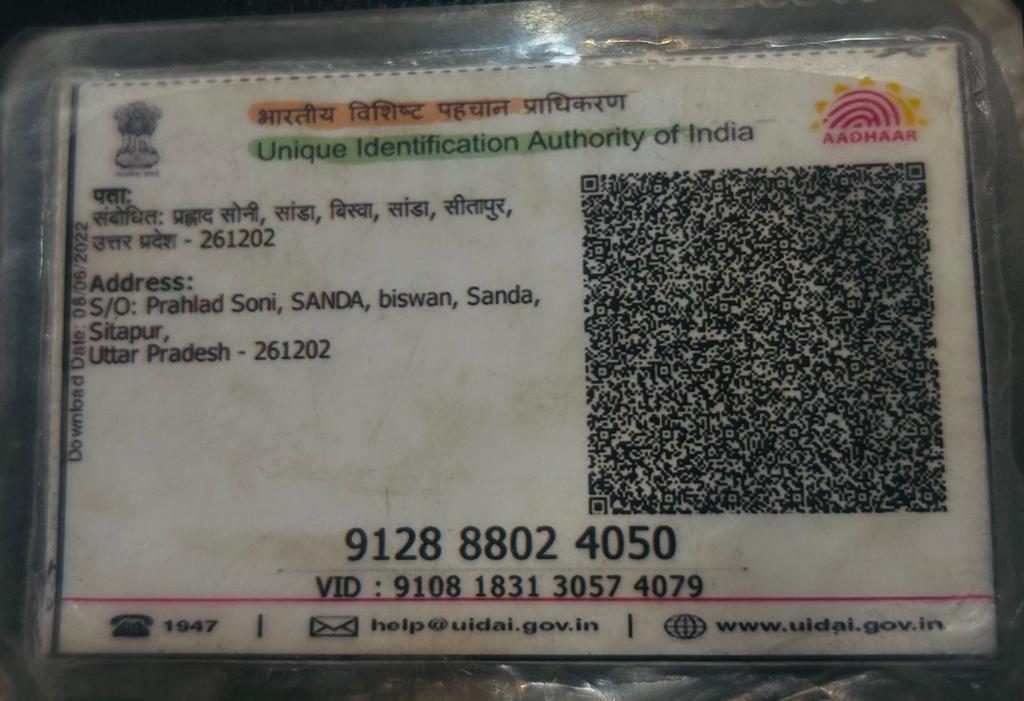 भारतीय विशिष्ट पहचान प्राधिकरण
Unique Identification Authority of India
AADHAAR
पता:
संबोधित: प्रह्लाद सोनी, सांडा, बिस्वा, सांडा, सीतापुर,
उत्तर प्रदेश - 261202
Address:
S/O: Prahlad Soni, SANDA, biswan, Sanda,
Sitapur,
Uttar Pradesh - 261202
Download Date: 08/06/2022
9128 8802 4050
VID : 9108 1831 3057 4079
1947 | help@uidai.gov.in | www.uidai.gov.in